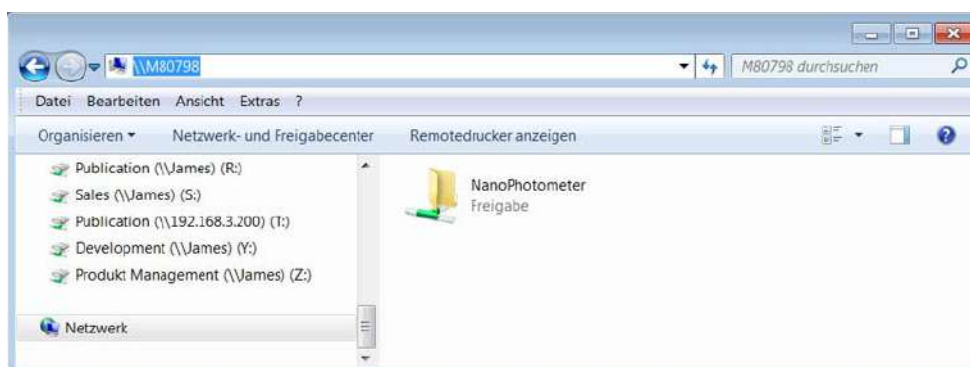 \\M80798
M80798 durchsuchen
Datei Bearbeiten Ansicht Extras ?
Organisieren Netzwerk- und Freigabecenter Remotedrucker anzeigen
Publication (\\James) (R:)
Sales (\\James) (S:)
Publication (\\192.168.3.200) (T:)
Development (\\James) (Y:)
Produkt Management (\\James) (Z:)
Netzwerk
NanoPhotometer
Freigabe